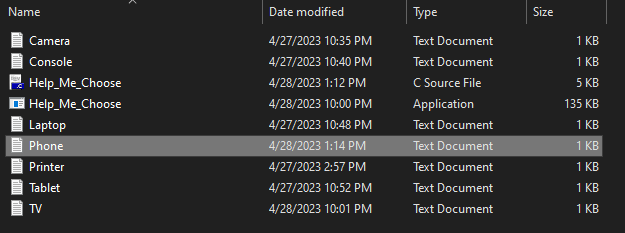 Name Date modified Type Size
Camera 4/27/2023 10:35 PM Text Document 1 KB
Console 4/27/2023 10:40 PM Text Document 1 KB
Help_Me_Choose 4/28/2023 1:12 PM C Source File 5 KB
Help_Me_Choose 4/28/2023 10:00 PM Application 135 KB
Laptop 4/27/2023 10:48 PM Text Document 1 KB
Phone 4/28/2023 1:14 PM Text Document 1 KB
Printer 4/27/2023 2:57 PM Text Document 1 KB
Tablet 4/27/2023 10:52 PM Text Document 1 KB
TV 4/28/2023 10:01 PM Text Document 1 KB